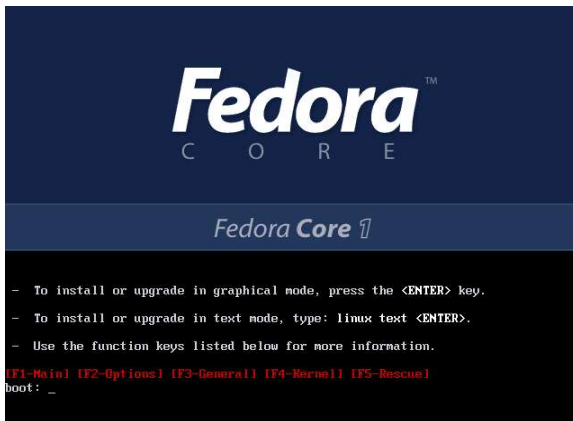 Fedora™
CORE
Fedora Core 1
- To install or upgrade in graphical mode, press the <ENTER> key.
- To install or upgrade in text mode, type: linux text <ENTER>.
- Use the function keys listed below for more information.
[F1-Main] [F2-Options] [F3-General] [F4-Kernel] [F5-Rescue]
boot: _